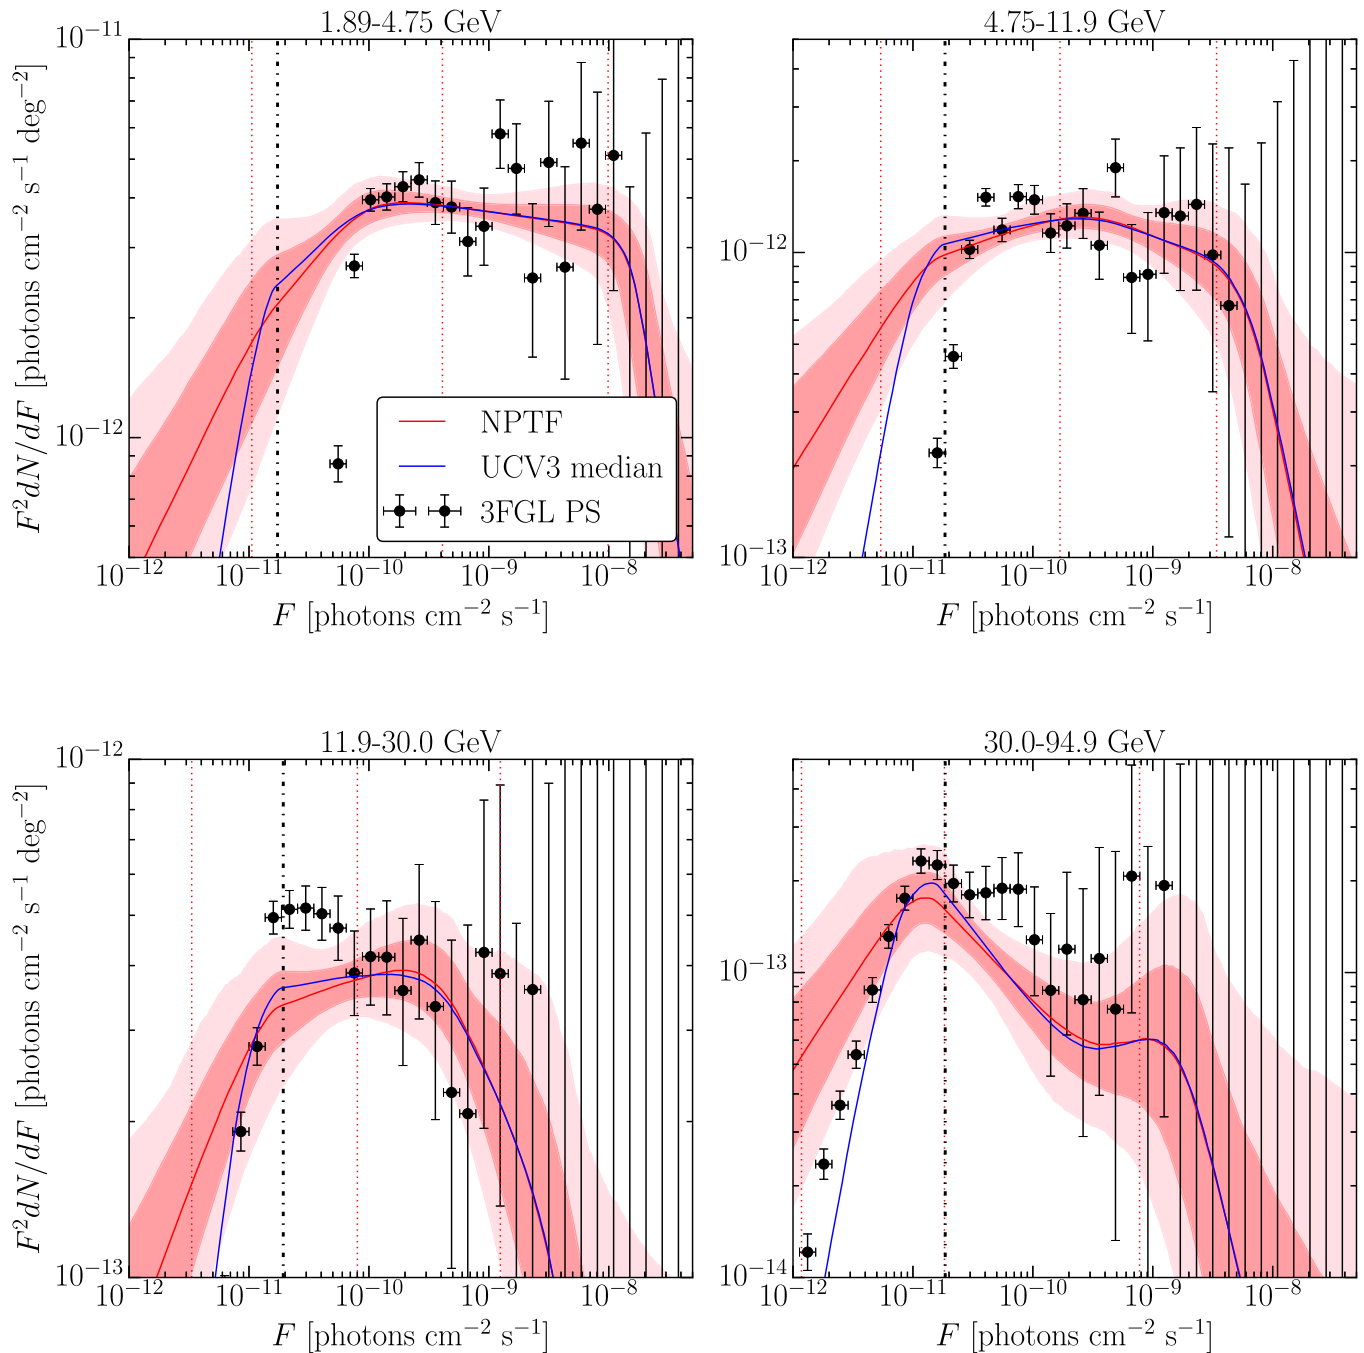 1.89-4.75 GeV
4.75-11.9 GeV
10⁻¹¹
10⁻¹²
10⁻¹²
10⁻¹³
F²dN/dF [photons cm⁻² s⁻¹ deg⁻²]
NPTF
UCV3 median
3FGL PS
10⁻¹² 10⁻¹¹ 10⁻¹⁰ 10⁻⁹ 10⁻⁸
10⁻¹² 10⁻¹¹ 10⁻¹⁰ 10⁻⁹ 10⁻⁸
F [photons cm⁻² s⁻¹]
F [photons cm⁻² s⁻¹]
11.9-30.0 GeV
30.0-94.9 GeV
10⁻¹²
10⁻¹³
10⁻¹³
10⁻¹⁴
F²dN/dF [photons cm⁻² s⁻¹ deg⁻²]
10⁻¹² 10⁻¹¹ 10⁻¹⁰ 10⁻⁹ 10⁻⁸
10⁻¹² 10⁻¹¹ 10⁻¹⁰ 10⁻⁹ 10⁻⁸
F [photons cm⁻² s⁻¹]
F [photons cm⁻² s⁻¹]